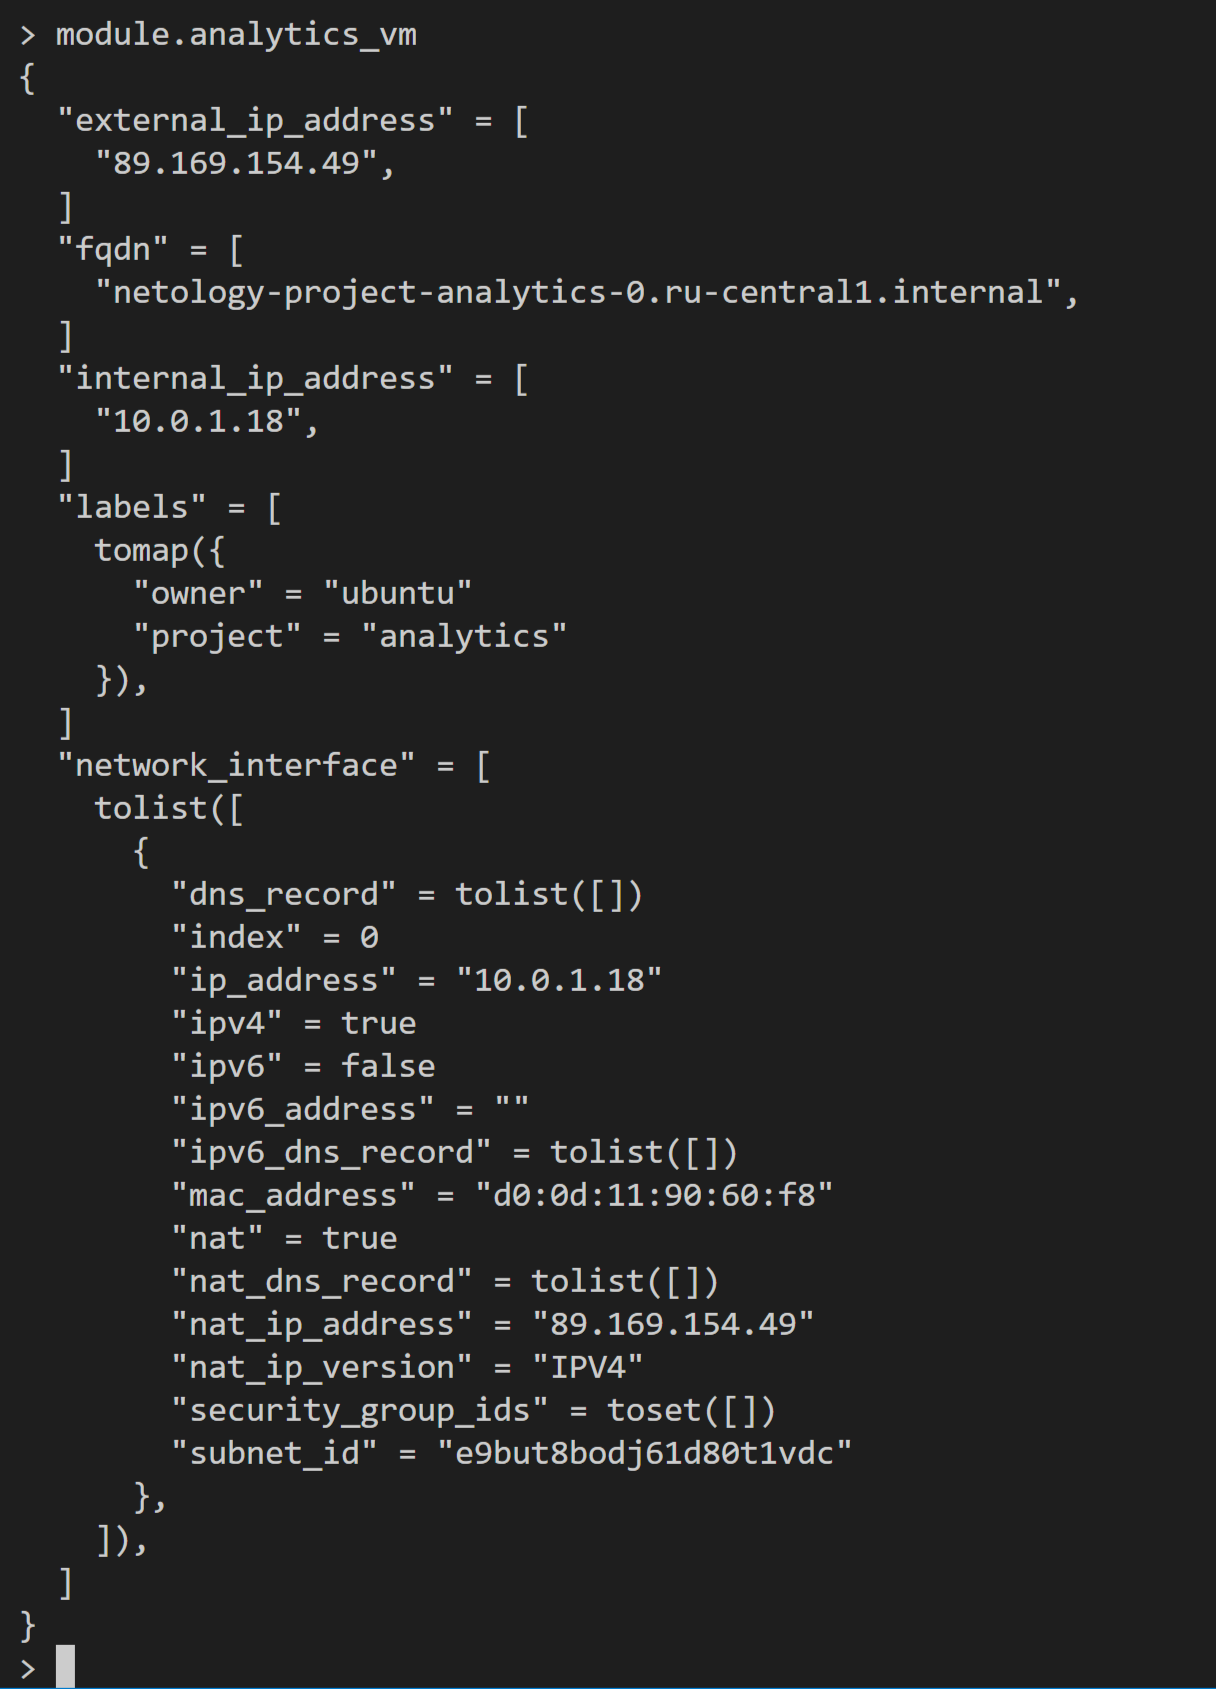 > module.analytics_vm
{
  "external_ip_address" = [
    "89.169.154.49",
  ]
  "fqdn" = [
    "netology-project-analytics-0.ru-central1.internal",
  ]
  "internal_ip_address" = [
    "10.0.1.18",
  ]
  "labels" = [
    tomap({
      "owner" = "ubuntu"
      "project" = "analytics"
    }),
  ]
  "network_interface" = [
    tolist([
      {
        "dns_record" = tolist([])
        "index" = 0
        "ip_address" = "10.0.1.18"
        "ipv4" = true
        "ipv6" = false
        "ipv6_address" = ""
        "ipv6_dns_record" = tolist([])
        "mac_address" = "d0:0d:11:90:60:f8"
        "nat" = true
        "nat_dns_record" = tolist([])
        "nat_ip_address" = "89.169.154.49"
        "nat_ip_version" = "IPV4"
        "security_group_ids" = toset([])
        "subnet_id" = "e9but8bodj61d80t1vdc"
      },
    ]),
  ]
}
>